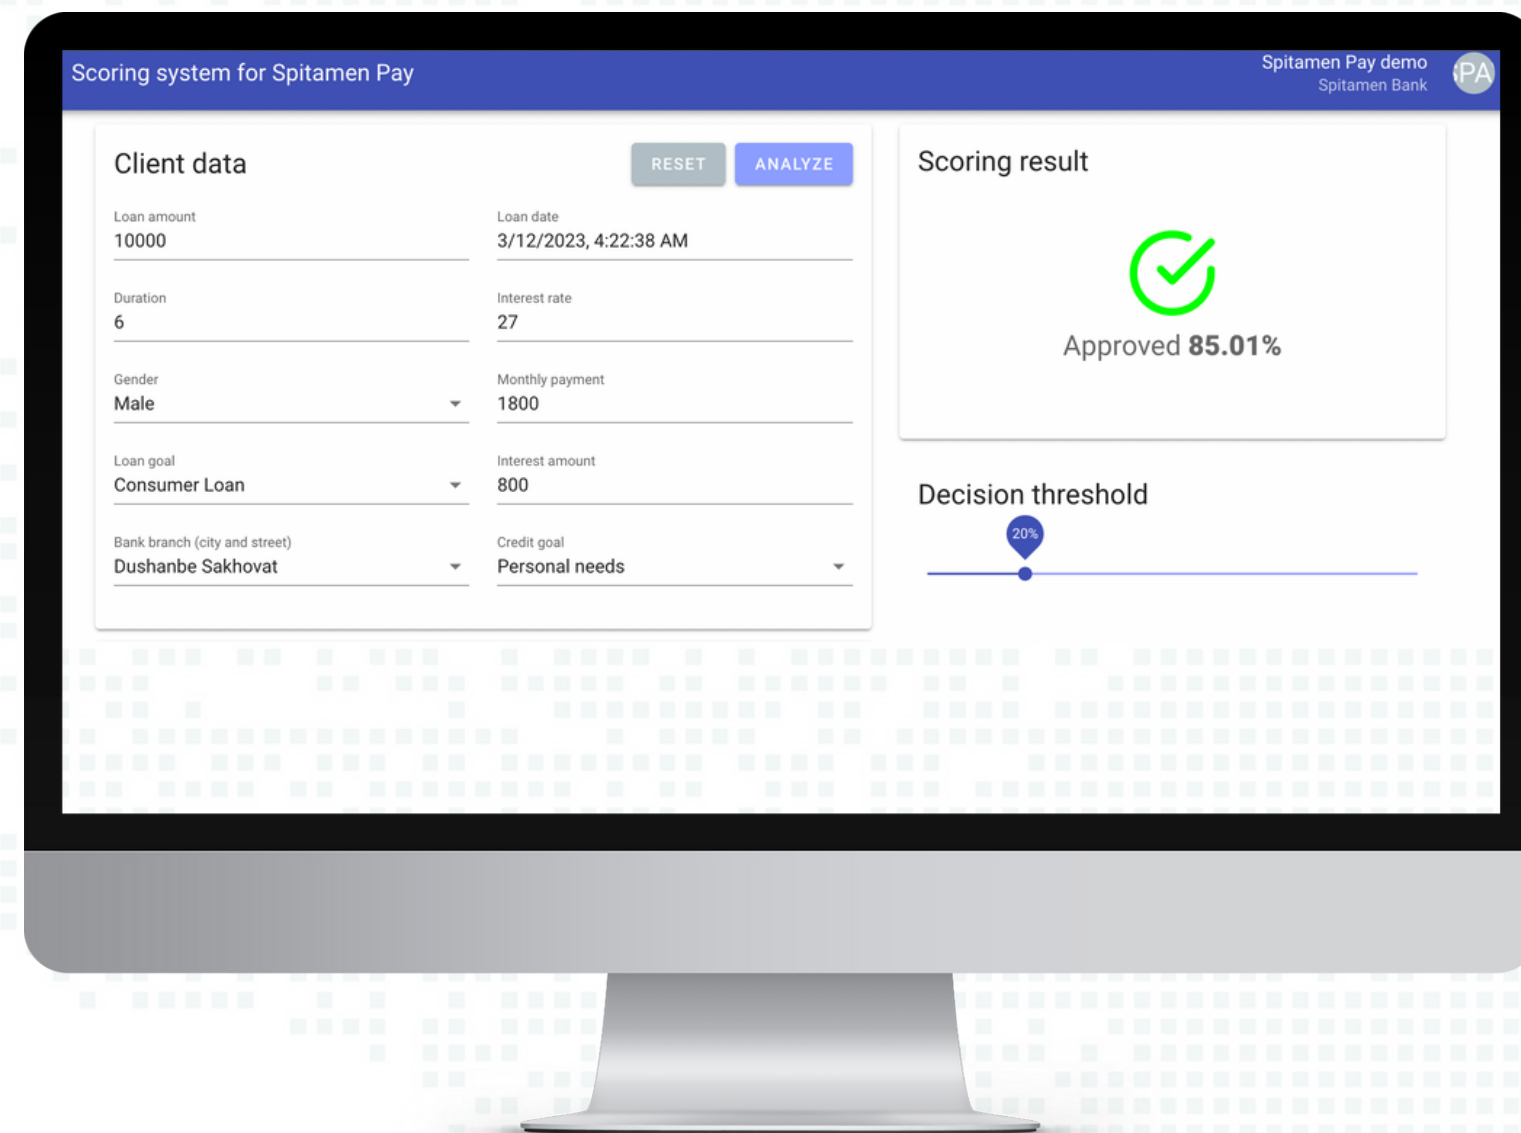 Scoring system for Spitamen Pay
Spitamen Pay demo
Spitamen Bank
Client data
RESET
ANALYZE
Loan amount
10000
Loan date
3/12/2023, 4:22:38 AM
Duration
6
Interest rate
27
Gender
Male
Monthly payment
1800
Loan goal
Consumer Loan
Interest amount
800
Bank branch (city and street)
Dushanbe Sakhovat
Credit goal
Personal needs
Scoring result
Approved 85.01%
Decision threshold
20%